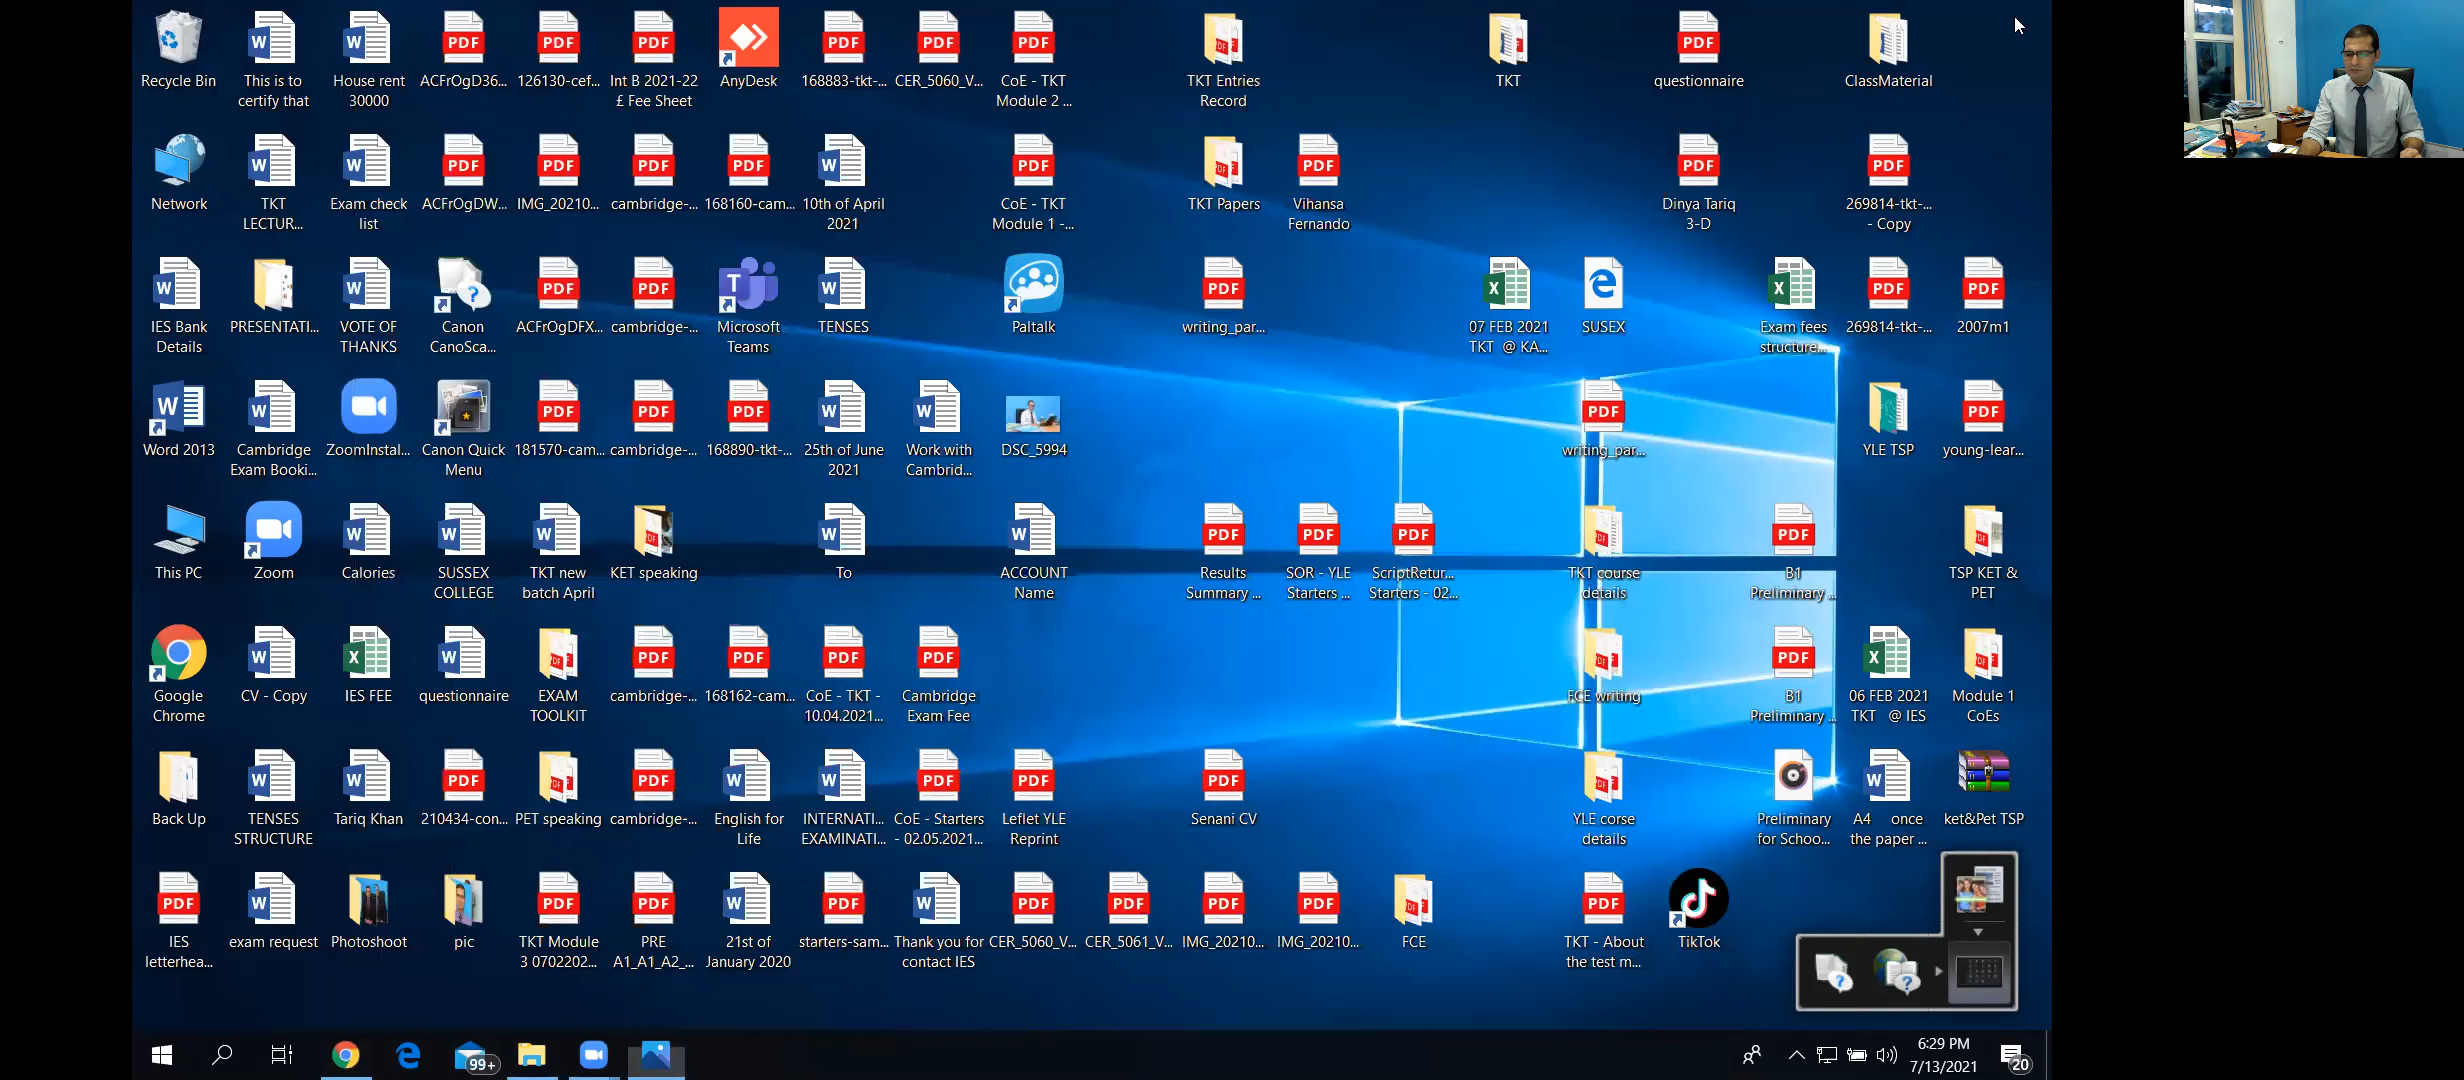 Recycle Bin
This is to
certify that
House rent
30000
ACFrOgD36...
126130-cef...
Int B 2021-22
£ Fee Sheet
AnyDesk
168883-tkt-...
CER_5060_V...
CoE - TKT
Module 2 ...
TKT Entries
Record
TKT
questionnaire
ClassMaterial
Network
TKT
LECTUR...
Exam check
list
ACFrOgDW...
IMG_20210...
cambridge-...
168160-cam...
10th of April
2021
CoE - TKT
Module 1 -...
TKT Papers
Vihansa
Fernando
Dinya Tariq
3-D
269814-tkt-...
- Copy
IES Bank
Details
PRESENTATI...
VOTE OF
THANKS
Canon
CanoSca...
ACFrOgDFX...
cambridge-...
Microsoft
Teams
TENSES
Paltalk
writing_par...
07 FEB 2021
TKT @ KA...
SUSEX
Exam fees
structure...
269814-tkt-...
2007m1
Word 2013
Cambridge
Exam Booki...
ZoomInstal...
Canon Quick
Menu
181570-cam...
cambridge-...
168890-tkt-...
25th of June
2021
Work with
Cambrid...
DSC_5994
writing_par...
YLE TSP
young-lear...
This PC
Zoom
Calories
SUSSEX
COLLEGE
TKT new
batch April
KET speaking
To
ACCOUNT
Name
Results
Summary ...
SOR - YLE
Starters ...
ScriptRetur...
Starters - 02...
TKT course
details
B1
Preliminary ...
TSP KET &
PET
Google
Chrome
CV - Copy
IES FEE
questionnaire
EXAM
TOOLKIT
cambridge-...
168162-cam...
CoE - TKT -
10.04.2021...
Cambridge
Exam Fee
FCE writing
B1
Preliminary ...
06 FEB 2021
TKT @ IES
Module 1
CoEs
Back Up
TENSES
STRUCTURE
Tariq Khan
210434-con...
PET speaking
cambridge-...
English for
Life
INTERNATI...
EXAMINATI...
CoE - Starters
- 02.05.2021...
Leflet YLE
Reprint
Senani CV
YLE corse
details
Preliminary
for Schoo...
A4 once
the paper ...
ket&Pet TSP
IES
letterhea...
exam request
Photoshoot
pic
TKT Module
3 0702202...
PRE
A1_A1_A2_...
21st of
January 2020
starters-sam...
Thank you for
contact IES
CER_5060_V...
CER_5061_V...
IMG_20210...
IMG_20210...
FCE
TKT - About
the test m...
TikTok
99+
6:29 PM
7/13/2021
20